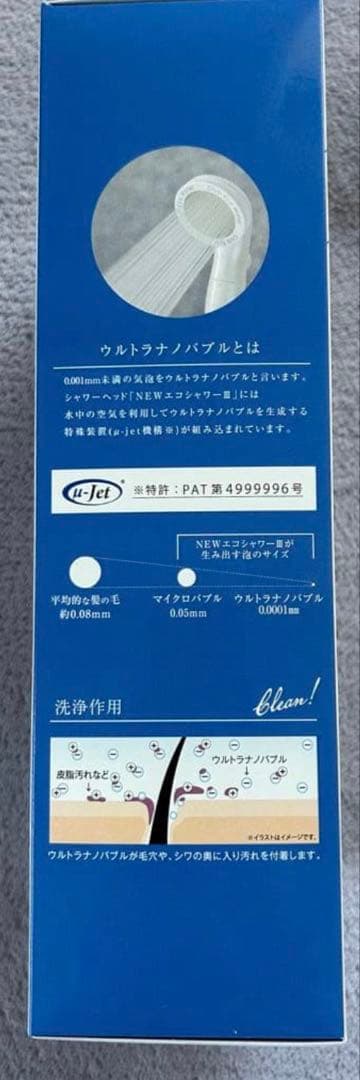 ウルトラナノバブルとは
0.001mm未満の気泡をウルトラナノバブルと言います。
シャワーヘッド「NEWエコシャワーⅢ」には
水中の空気を利用してウルトラナノバブルを生成する
特殊装置(μ-jet機構※)が組み込まれています。
μ-Jet® ※特許：PAT第4999996号
NEWエコシャワーⅢが
生み出す泡のサイズ
平均的な髪の毛
約0.08mm
マイクロバブル
0.05mm
ウルトラナノバブル
0.0001mm
洗浄作用 Clean!
ウルトラナノバブル
皮脂汚れなど
※イラストはイメージです。
ウルトラナノバブルが毛穴や、シワの奥に入り汚れを付着します。